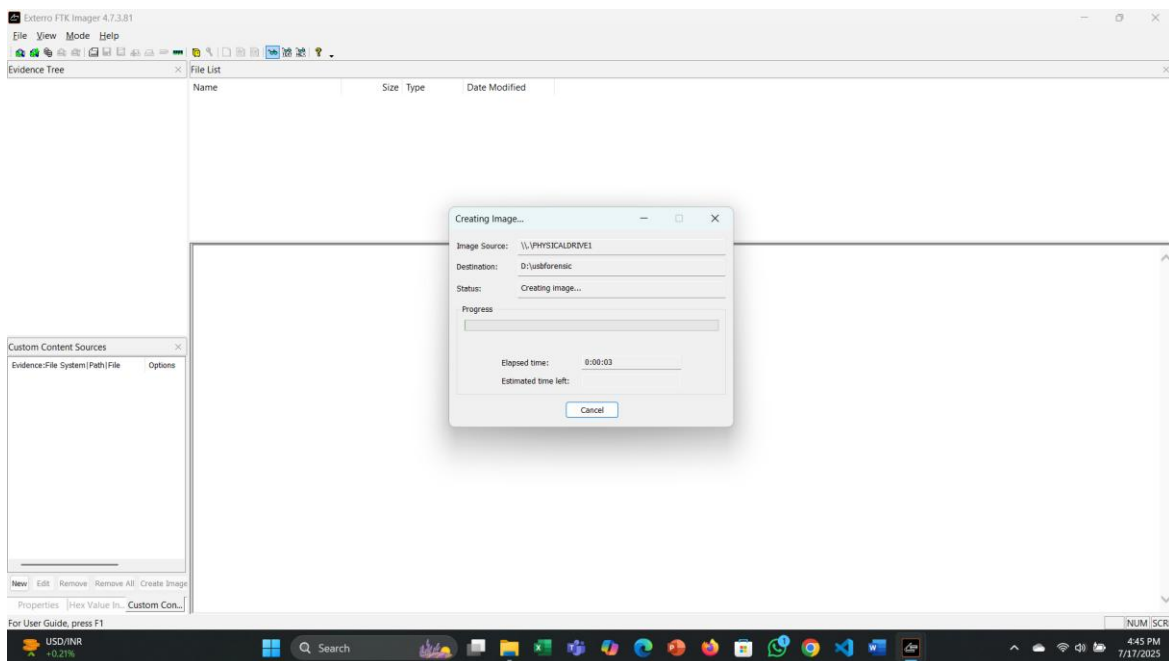 Exterro FTK Imager 4.7.3.81
File View Mode Help
Evidence Tree
File List
Name Size Type Date Modified
Creating Image...
Image Source: \\.\PHYSICALDRIVE1
Destination: D:\usbforensic
Status: Creating image...
Progress
Elapsed time: 0:00:03
Estimated time left:
Cancel
Custom Content Sources
Evidence:File System|Path|File Options
New Edit Remove Remove All Create Image
Properties Hex Value In... Custom Con...
For User Guide, press F1
NUM SCR
USD/INR
+0.21%
Search
4:45 PM
7/17/2025